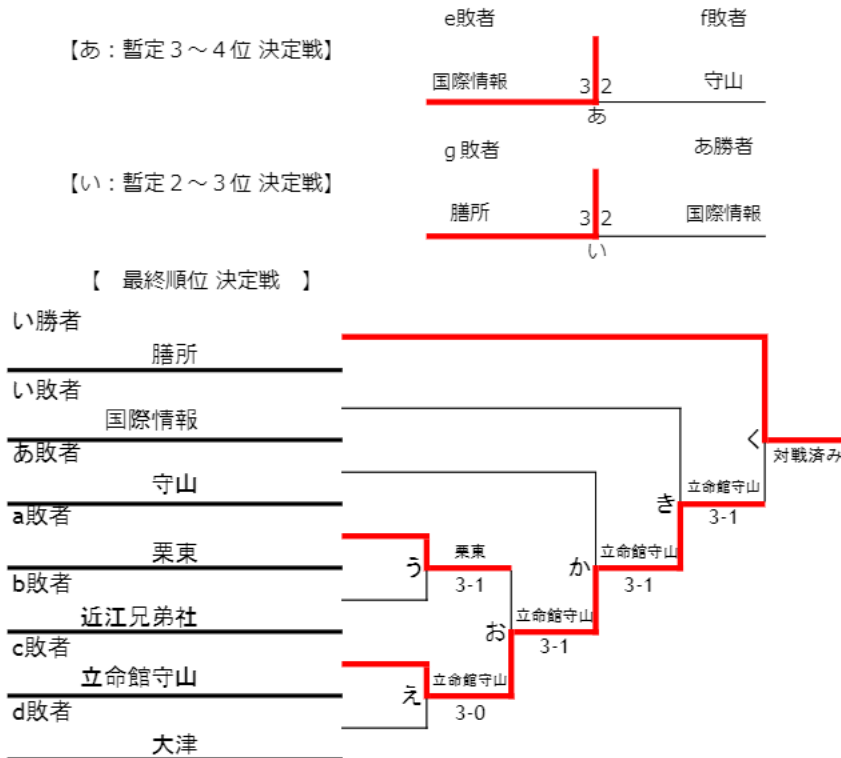 e敗者 f敗者
【あ：暫定３～４位 決定戦】
国際情報 3 2 守山
あ
g敗者 あ勝者
【い：暫定２～３位 決定戦】
膳所 3 2 国際情報
い
【　最終順位 決定戦　】
い勝者
膳所
い敗者
国際情報
く
対戦済み
あ敗者
守山
立命館守山
き
3-1
a敗者
栗東
栗東
立命館守山
う
か
3-1
3-1
b敗者
近江兄弟社
立命館守山
お
3-1
c敗者
立命館守山
立命館守山
え
3-0
d敗者
大津